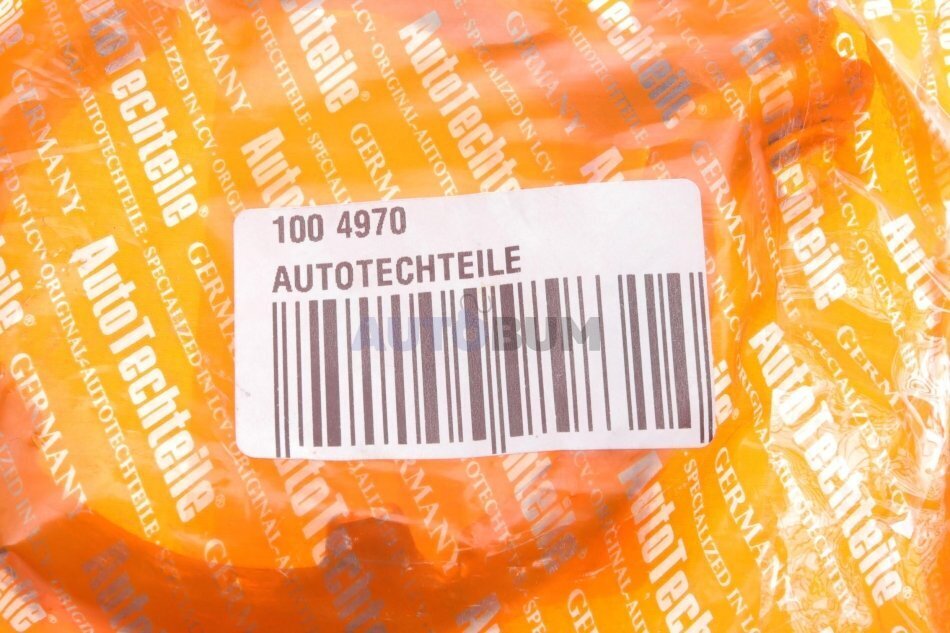 100 4970
AUTOTECHTEILE
AUTOBUM
AutoTechteile®
GERMANY
SPECIALIZED IN LCV. ORIGINAL-AUTOTECHTEILE